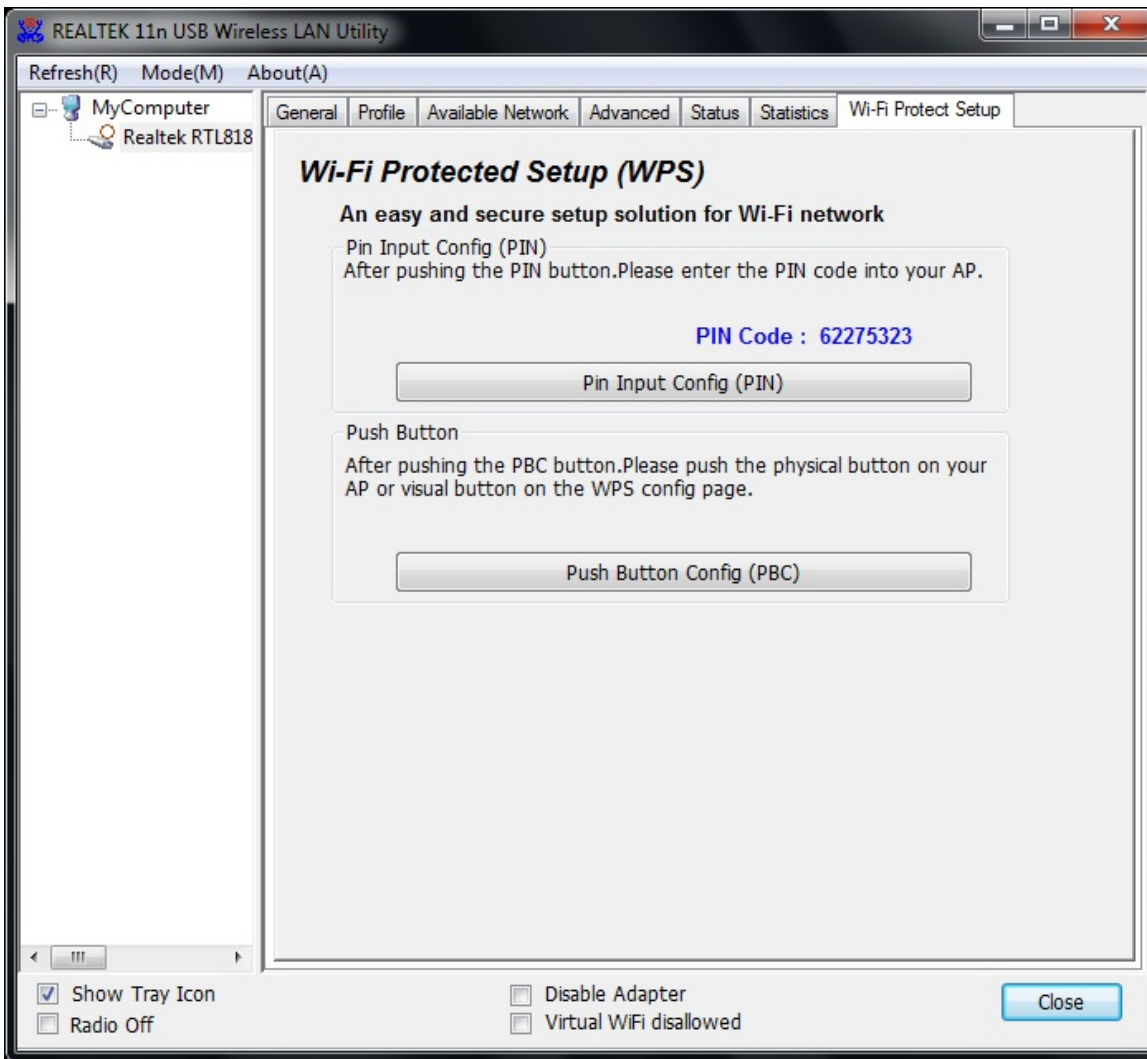 REALTEK 11n USB Wireless LAN Utility
Refresh(R) Mode(M) About(A)
MyComputer
Realtek RTL818
General Profile Available Network Advanced Status Statistics Wi-Fi Protect Setup
Wi-Fi Protected Setup (WPS)
An easy and secure setup solution for Wi-Fi network
Pin Input Config (PIN)
After pushing the PIN button.Please enter the PIN code into your AP.
PIN Code : 62275323
Pin Input Config (PIN)
Push Button
After pushing the PBC button.Please push the physical button on your
AP or visual button on the WPS config page.
Push Button Config (PBC)
Show Tray Icon
Radio Off
Disable Adapter
Virtual WiFi disallowed
Close